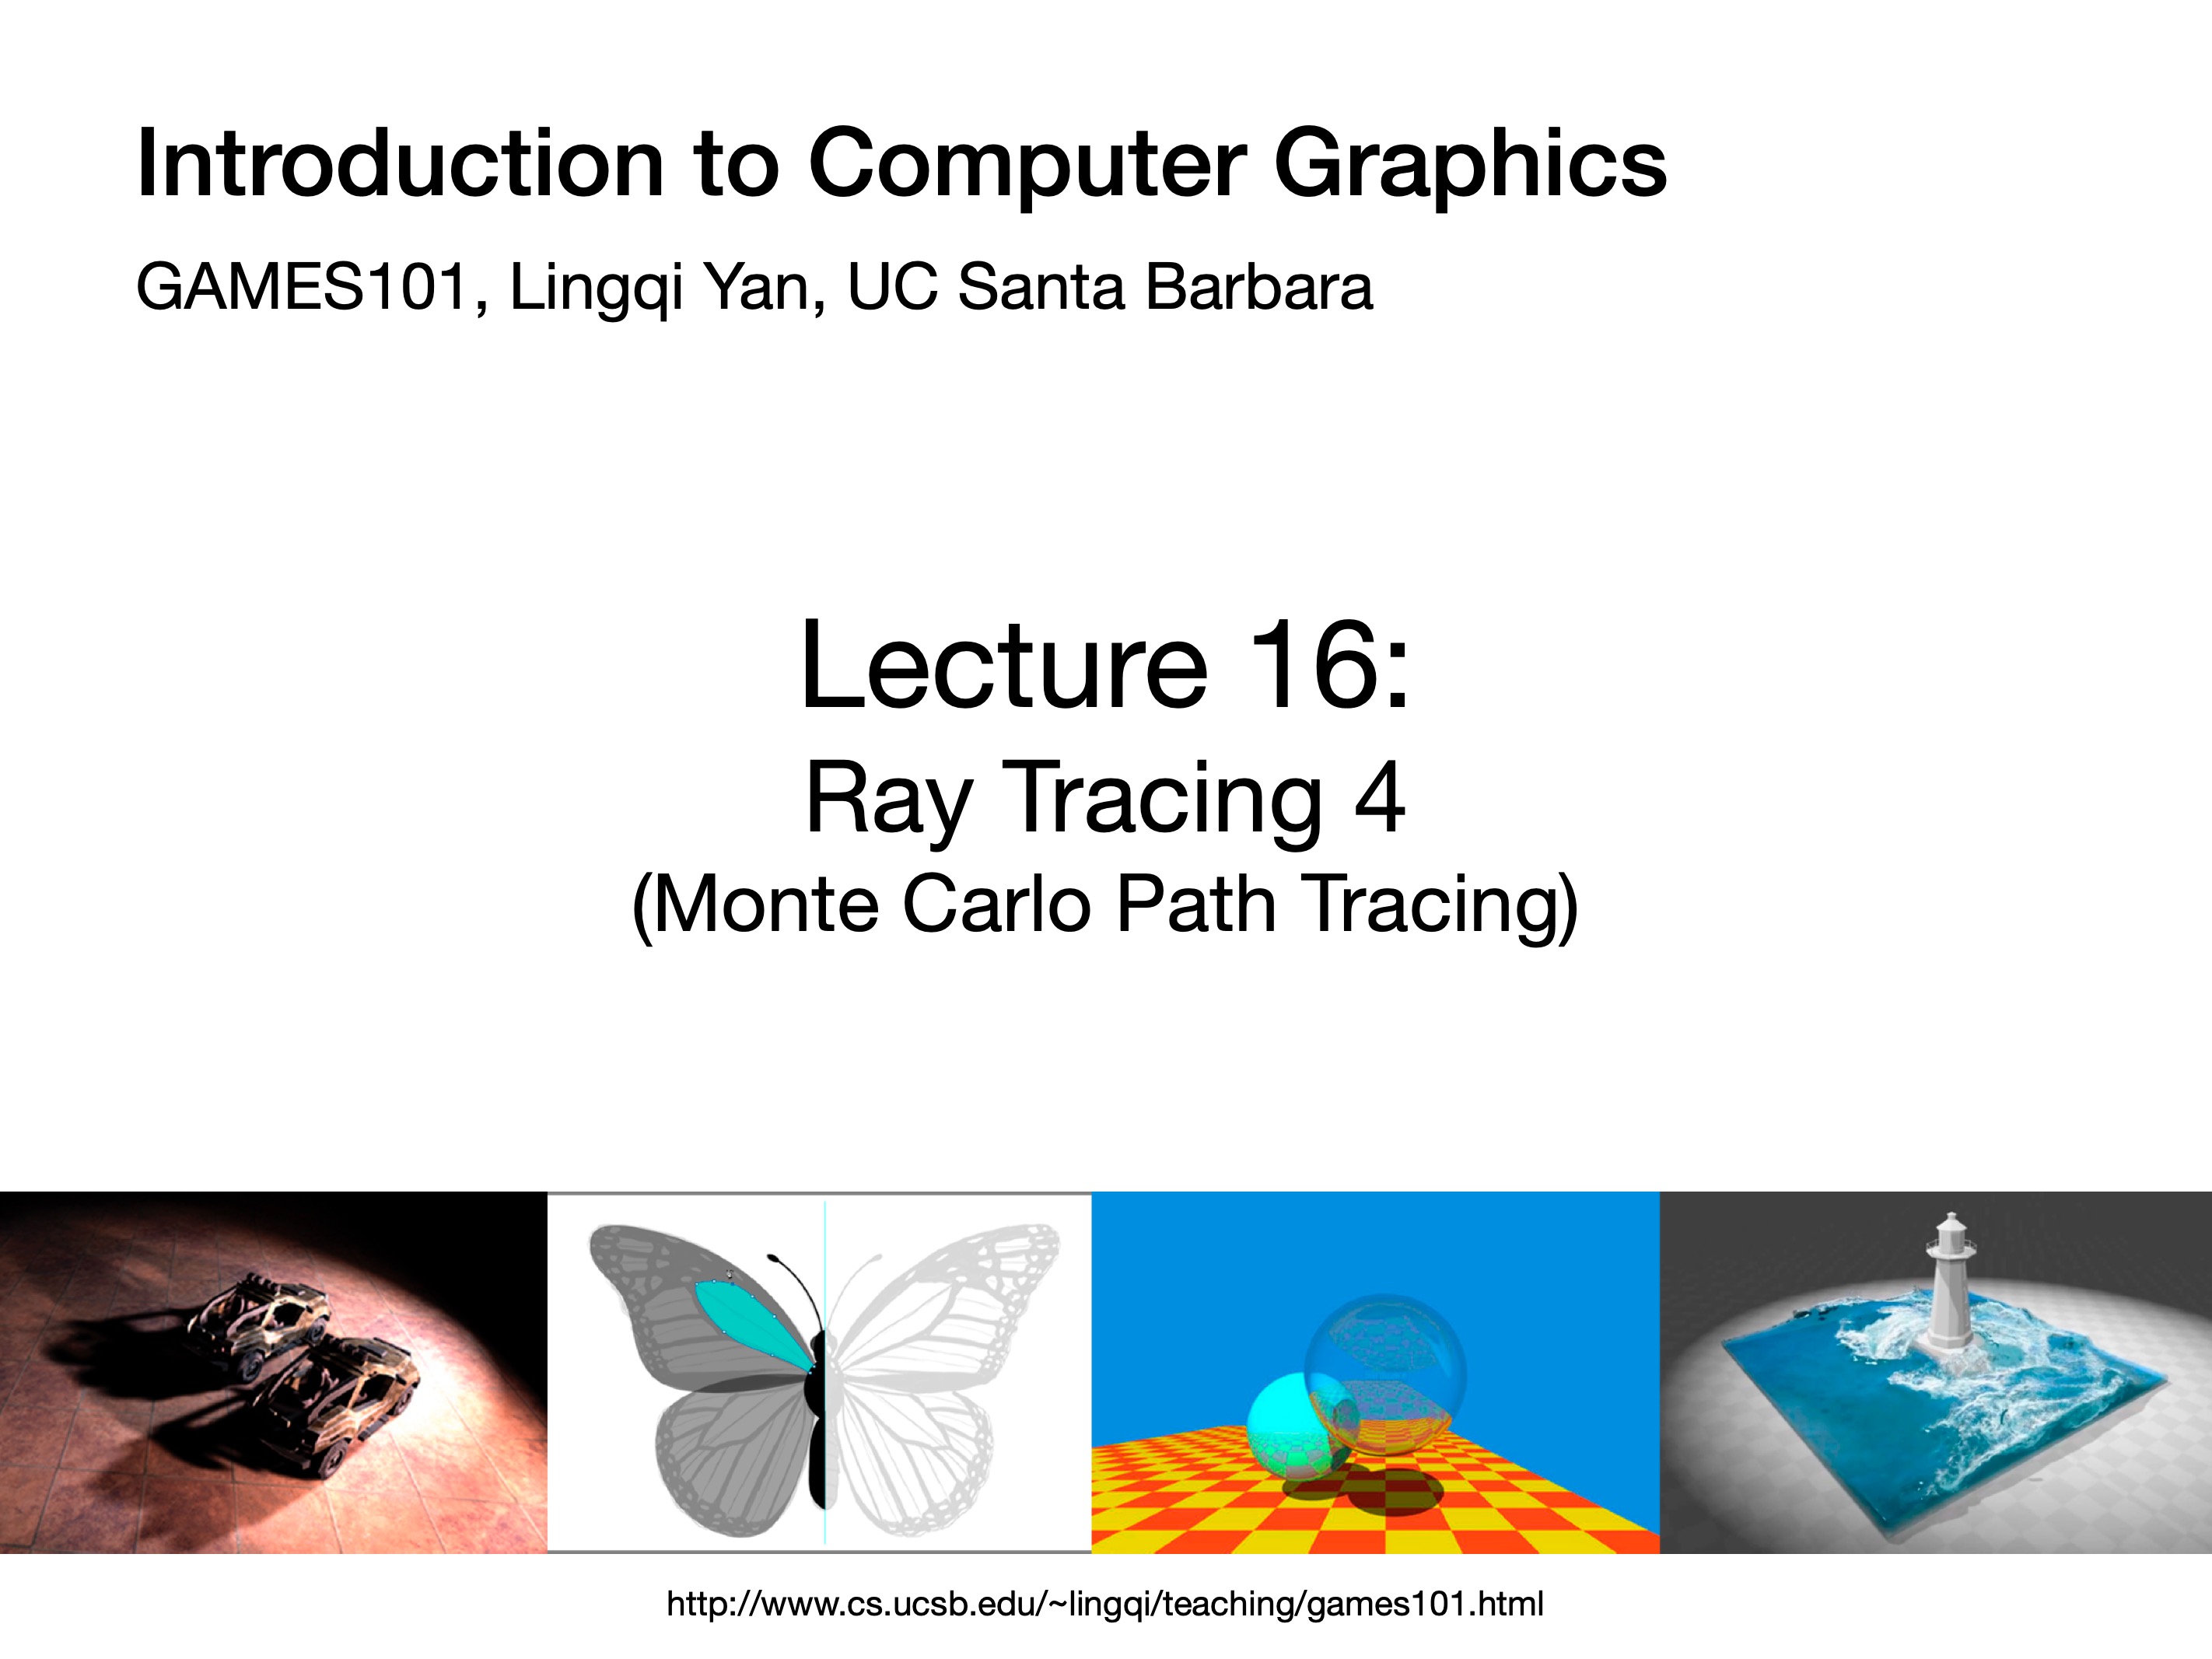 Introduction to Computer Graphics
GAMES101, Lingqi Yan, UC Santa Barbara
Lecture 16:
Ray Tracing 4
(Monte Carlo Path Tracing)
http://www.cs.ucsb.edu/~lingqi/teaching/games101.html